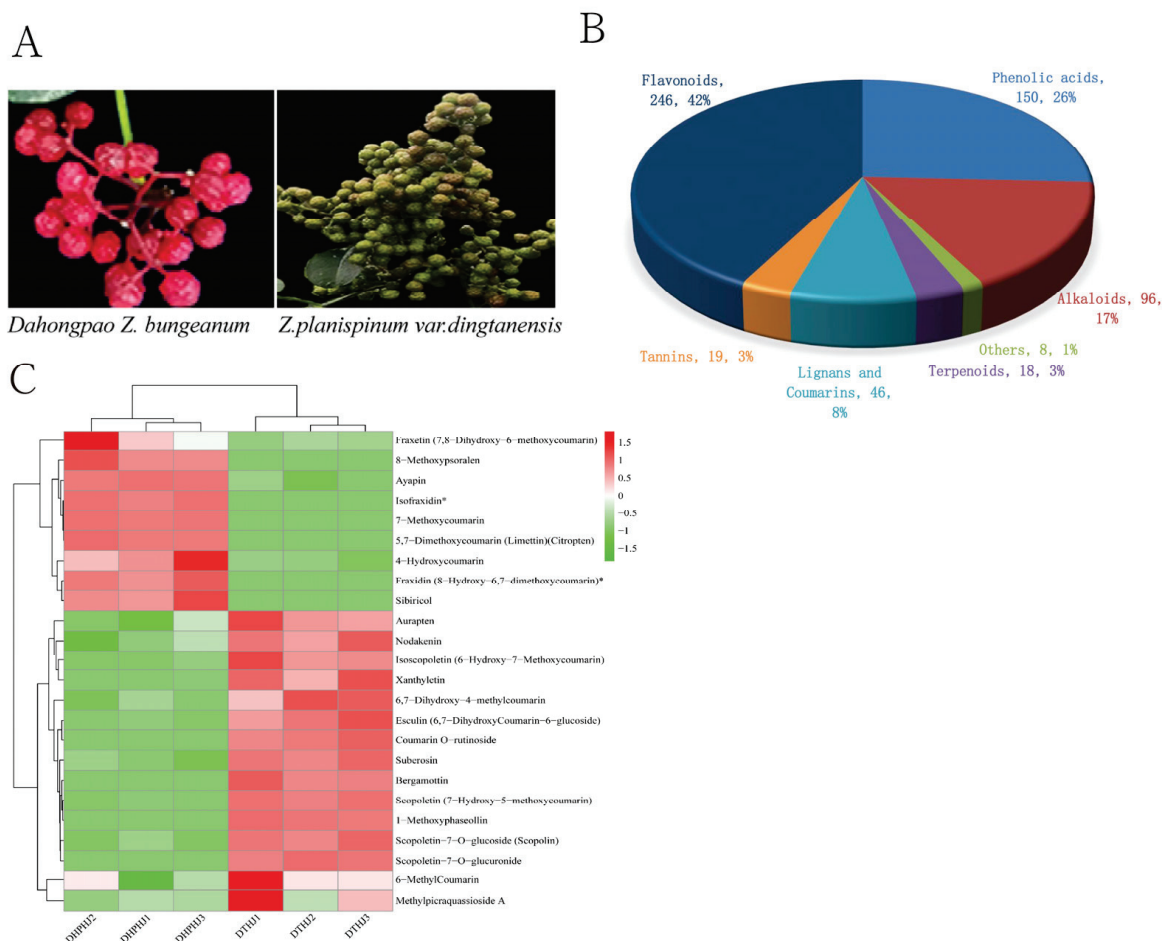 A
Dahongpao Z. bungeanum
Z.planispinum var.dingtanensis
B
Flavonoids,
246, 42%
Phenolic acids,
150, 26%
Alkaloids, 96,
17%
Others, 8, 1%
Terpenoids, 18, 3%
Lignans and
Coumarins, 46,
8%
Tannins, 19, 3%
C
Fraxetin (7,8-Dihydroxy-6-methoxycoumarin)
8-Methoxypsoralen
Ayapin
Isofraxidin*
7-Methoxycoumarin
5,7-Dimethoxycoumarin (Limettin)(Citropten)
4-Hydroxycoumarin
Fraxidin (8-Hydroxy-6,7-dimethoxycoumarin)*
Sibiricol
Aurapten
Nodakenin
Isoscopoletin (6-Hydroxy-7-Methoxycoumarin)
Xanthyletin
6,7-Dihydroxy-4-methylcoumarin
Esculin (6,7-DihydroxyCoumarin-6-glucoside)
Coumarin O-rutinoside
Suberosin
Bergamottin
Scopoletin (7-Hydroxy-5-methoxycoumarin)
1-Methoxyphaseollin
Scopoletin-7-O-glucoside (Scopolin)
Scopoletin-7-O-glucuronide
6-MethylCoumarin
Methylpicraquassioside A
1.5
1
0.5
0
-0.5
-1
-1.5
DHPHJ2
DHPHJ1
DHPHJ3
DTHJ1
DTHJ2
DTHJ3